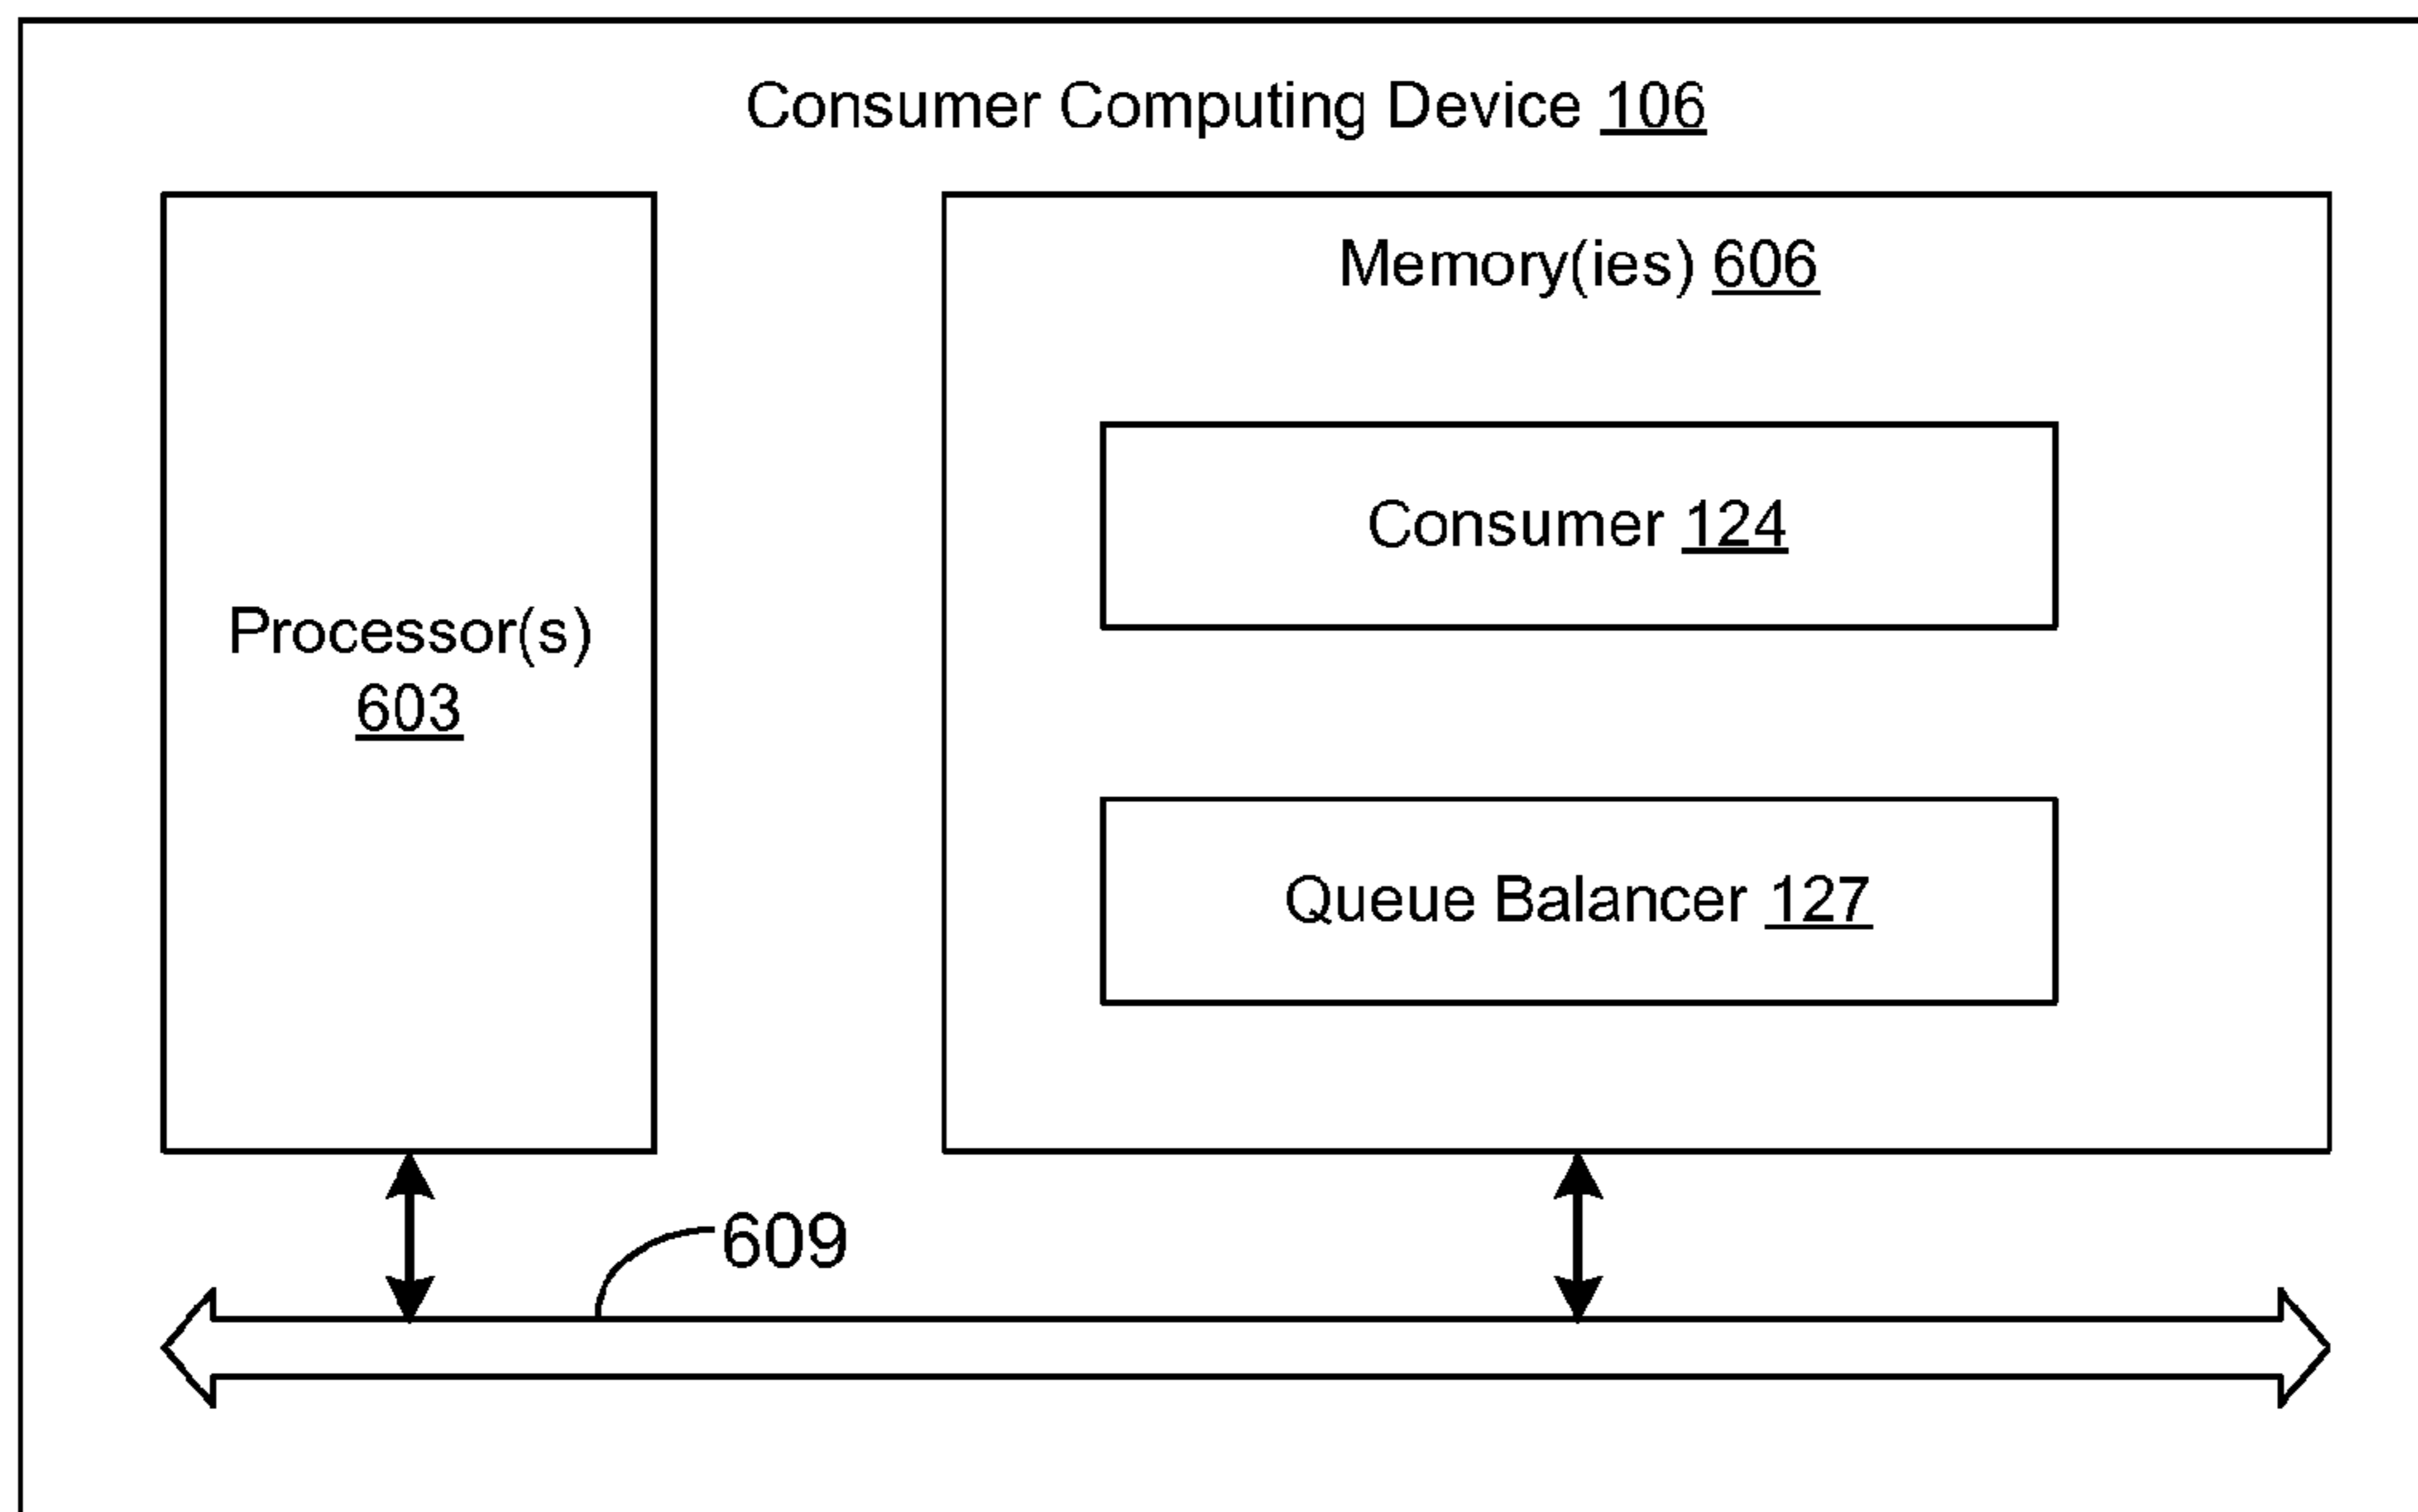 Consumer Computing Device 106
Memory(ies) 606
Consumer 124
Processor(s)
603
Queue Balancer 127
609